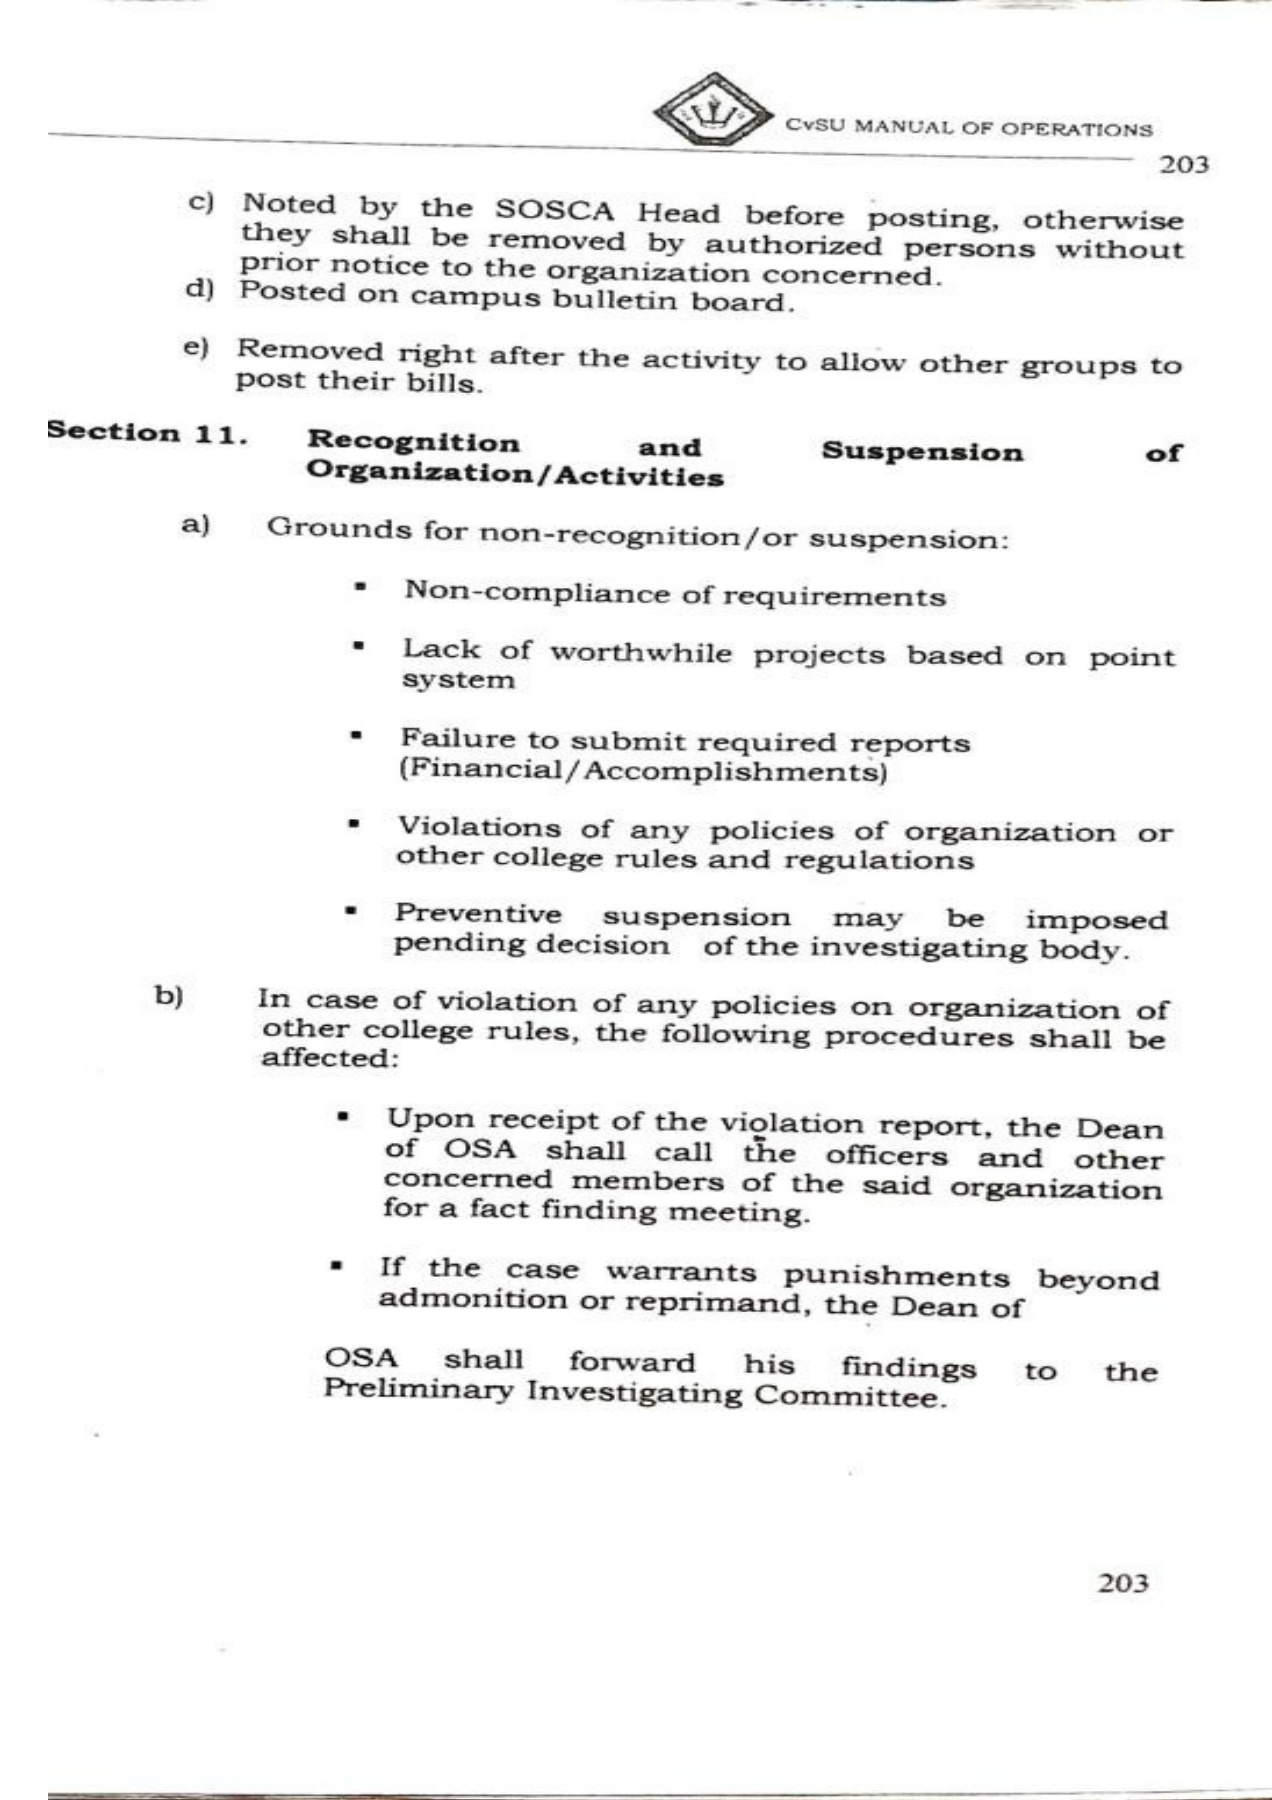 CvSU MANUAL OF OPERATIONS
203
c) Noted by the SOSCA Head before posting, otherwise
they shall be removed by authorized persons without
prior notice to the organization concerned.
d) Posted on campus bulletin board.
e) Removed right after the activity to allow other groups to
post their bills.
Section 11. Recognition and Suspension of
Organization/Activities
a) Grounds for non-recognition/or suspension:
▪ Non-compliance of requirements
▪ Lack of worthwhile projects based on point
system
▪ Failure to submit required reports
(Financial/Accomplishments)
▪ Violations of any policies of organization or
other college rules and regulations
▪ Preventive suspension may be imposed
pending decision of the investigating body.
b) In case of violation of any policies on organization of
other college rules, the following procedures shall be
affected:
▪ Upon receipt of the violation report, the Dean
of OSA shall call the officers and other
concerned members of the said organization
for a fact finding meeting.
▪ If the case warrants punishments beyond
admonition or reprimand, the Dean of
OSA shall forward his findings to the
Preliminary Investigating Committee.
203